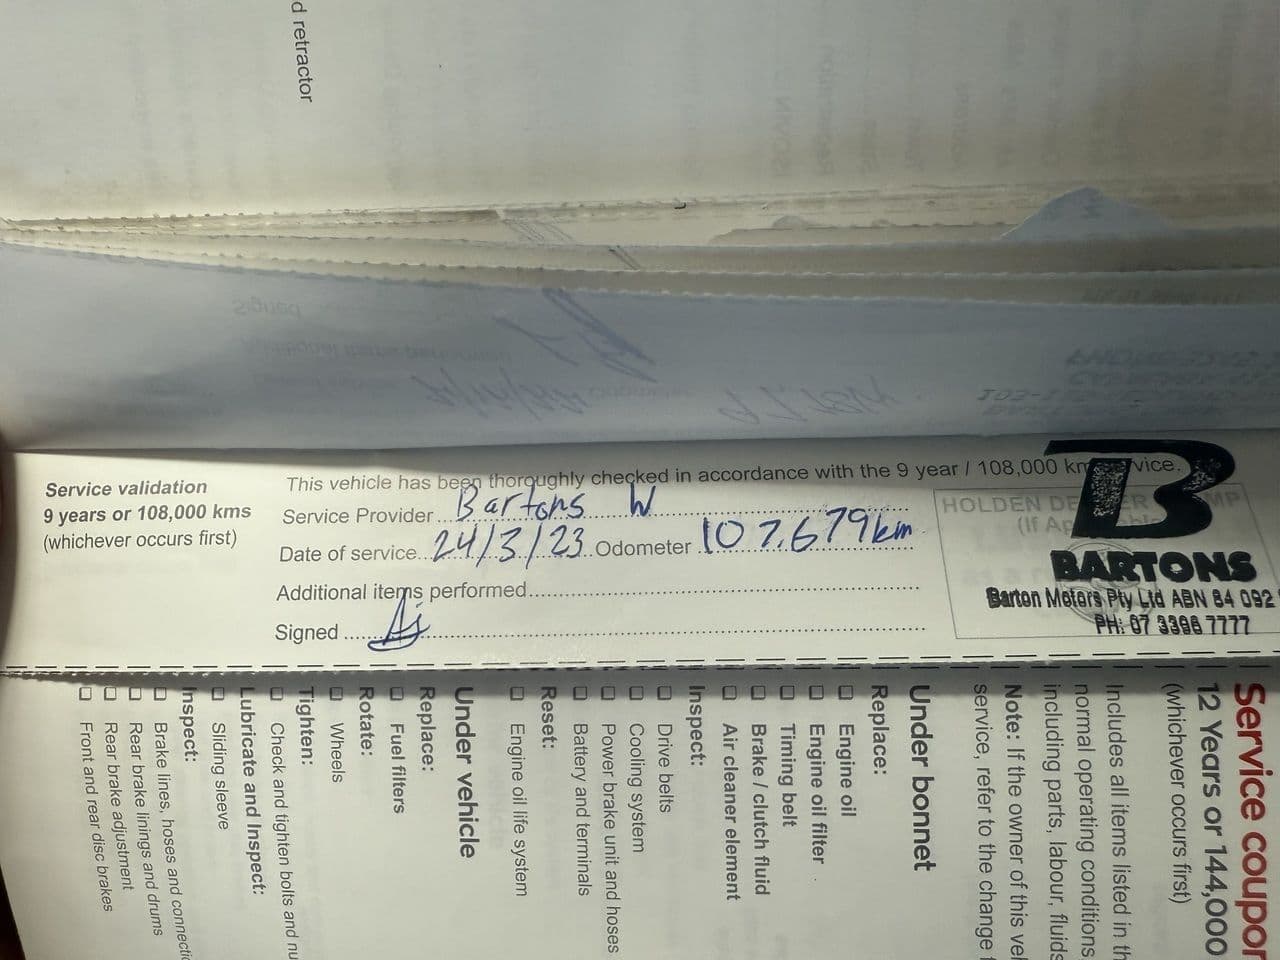 d retractor
Service validation
9 years or 108,000 kms
(whichever occurs first)
This vehicle has been thoroughly checked in accordance with the 9 year / 108,000 km service.
Service Provider Bartons W
Date of service 24/3/23 Odometer 107,679km
Additional items performed
Signed
HOLDEN DE
(If Ap
B
BARTONS
Barton Motors Pty Ltd ABN 84 092
PH: 07 3396 7777
Service coupon
12 Years or 144,000
(whichever occurs first)
Includes all items listed in th
normal operating conditions
including parts, labour, fluids
Note: If the owner of this veh
service, refer to the change
Under bonnet
Replace:
Engine oil
Engine oil filter
Timing belt
Brake / clutch fluid
Air cleaner element
Inspect:
Drive belts
Cooling system
Power brake unit and hoses
Battery and terminals
Reset:
Engine oil life system
Under vehicle
Replace:
Fuel filters
Rotate:
Wheels
Tighten:
Check and tighten bolts and nu
Lubricate and Inspect:
Sliding sleeve
Inspect:
Brake lines, hoses and connectio
Rear brake linings and drums
Rear brake adjustment
Front and rear disc brakes